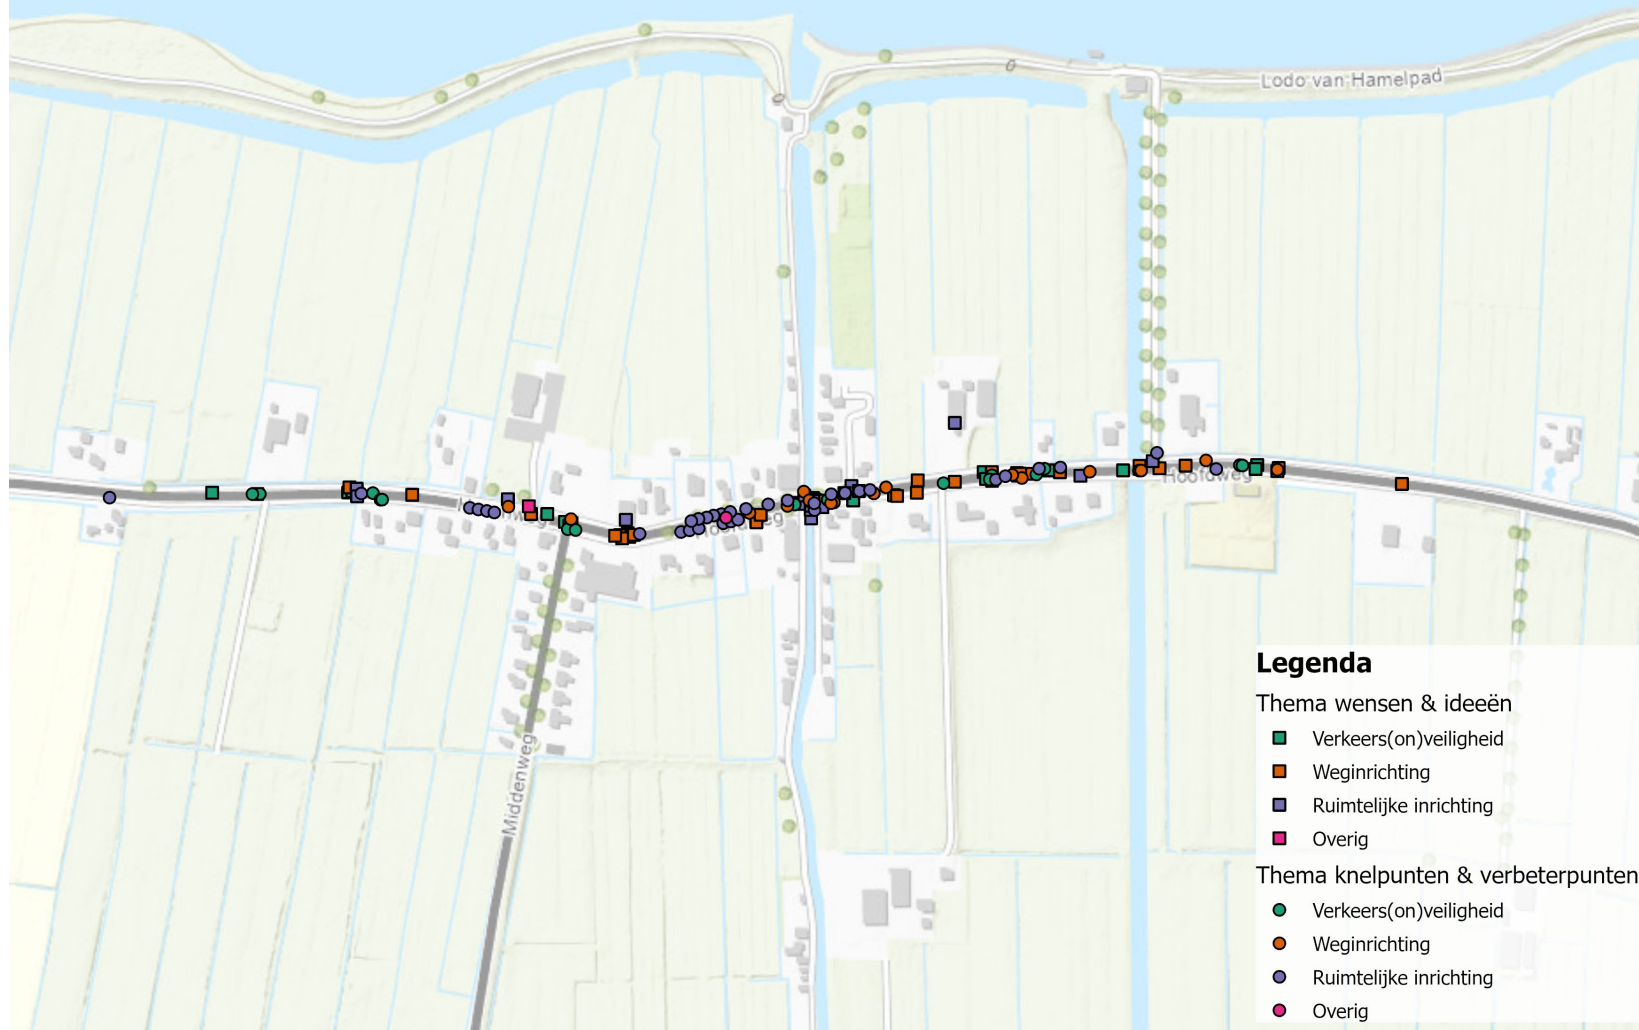 Lodo van Hamelpad
Hoofdweg
Middenweg
Legenda
Thema wensen & ideeën
Verkeers(on)veiligheid
Weginrichting
Ruimtelijke inrichting
Overig
Thema knelpunten & verbeterpunten
Verkeers(on)veiligheid
Weginrichting
Ruimtelijke inrichting
Overig